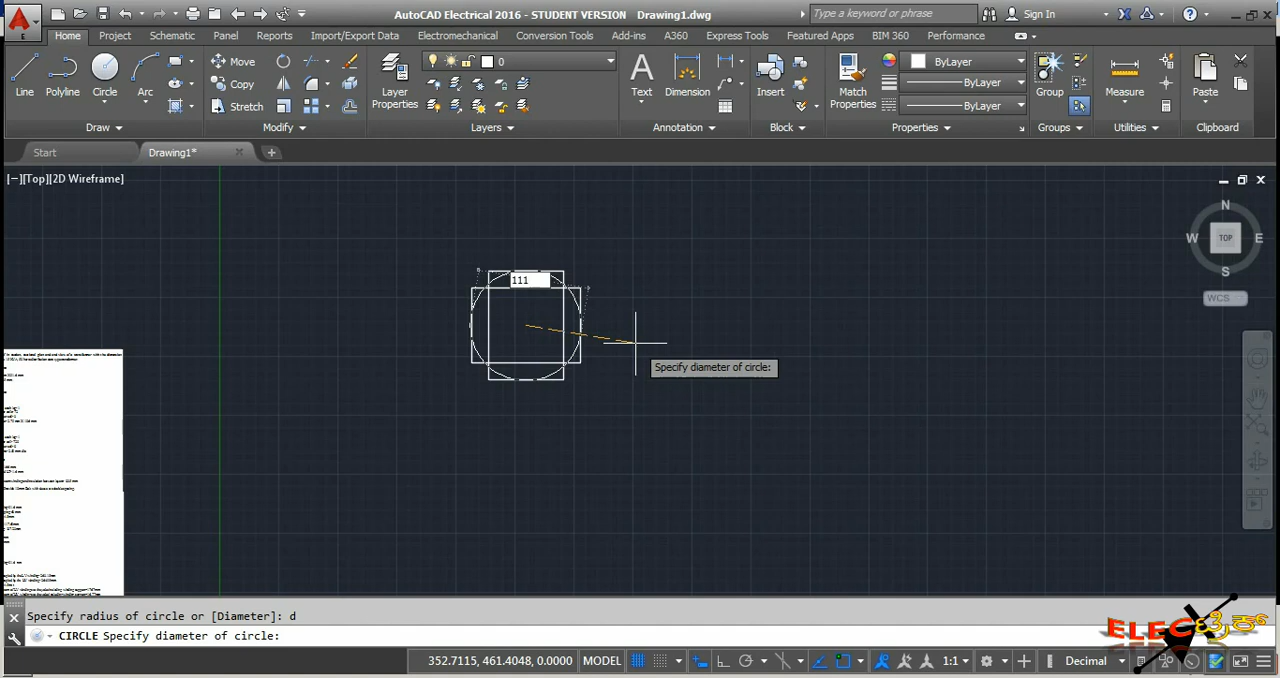 AutoCAD Electrical 2016 - STUDENT VERSION Drawing1.dwg
Type a keyword or phrase
Sign In
E
Home Project Schematic Panel Reports Import/Export Data Electromechanical Conversion Tools Add-ins A360 Express Tools Featured Apps BIM 360 Performance
Line Polyline Circle Arc
Move
Copy
Stretch
Layer Properties
0
Text Dimension
Insert
Match Properties
ByLayer
ByLayer
ByLayer
Group
Measure
Paste
Draw Modify Layers Annotation Block Properties Groups Utilities Clipboard
Start Drawing1*
[−][Top][2D Wireframe]
N
W TOP E
S
WCS
111
Specify diameter of circle:
Specify radius of circle or [Diameter]: d
CIRCLE Specify diameter of circle:
ELECಟ್ರಿಕ್
352.7115, 461.4048, 0.0000 MODEL 1:1 Decimal